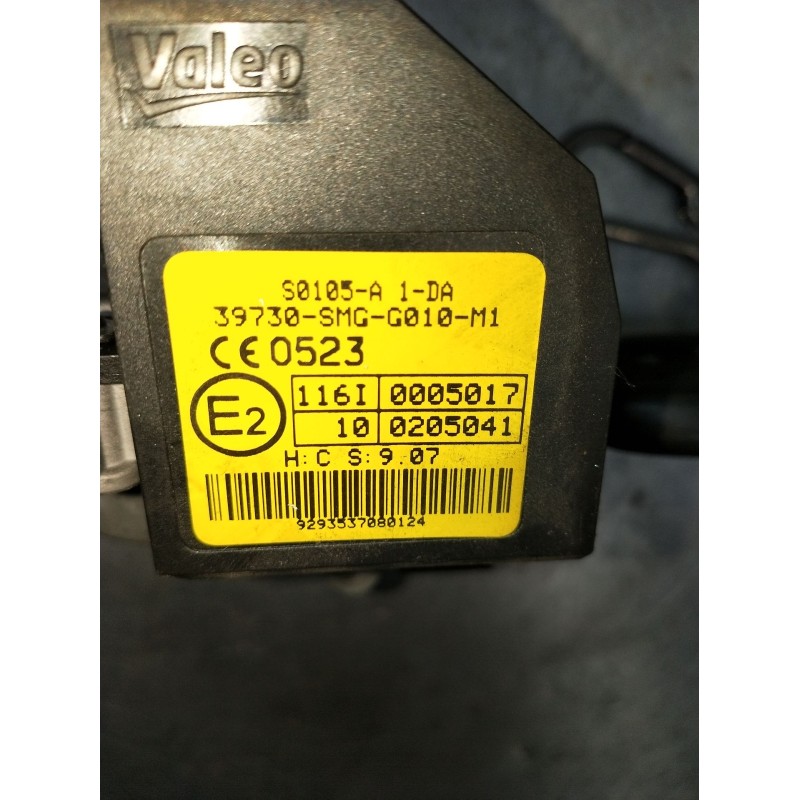 Valeo
S0105-A 1-DA
39730-SMG-G010-M1
CE 0523
E2
116I 0005017
10 0205041
H: C S: 9.07
9293537080124